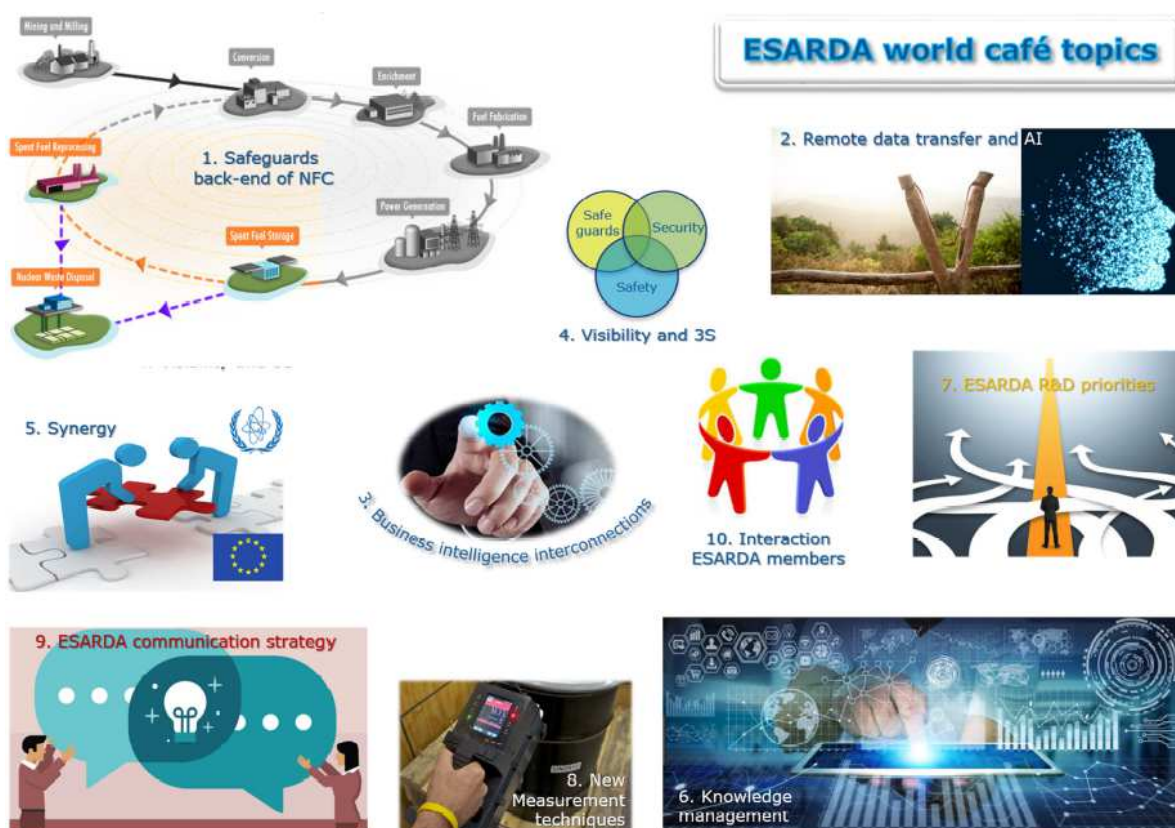 ESARDA world café topics
Mining and Milling
Conversion
Enrichment
Fuel Fabrication
Spent Fuel Reprocessing
1. Safeguards
back-end of NFC
Power Generation
Spent Fuel Storage
Nuclear Waste Disposal
2. Remote data transfer and AI
Safe
guards
Security
Safety
4. Visibility and 3S
5. Synergy
3. Business intelligence interconnections
10. Interaction
ESARDA members
7. ESARDA R&D priorities
9. ESARDA communication strategy
8. New
Measurement
techniques
6. Knowledge
management